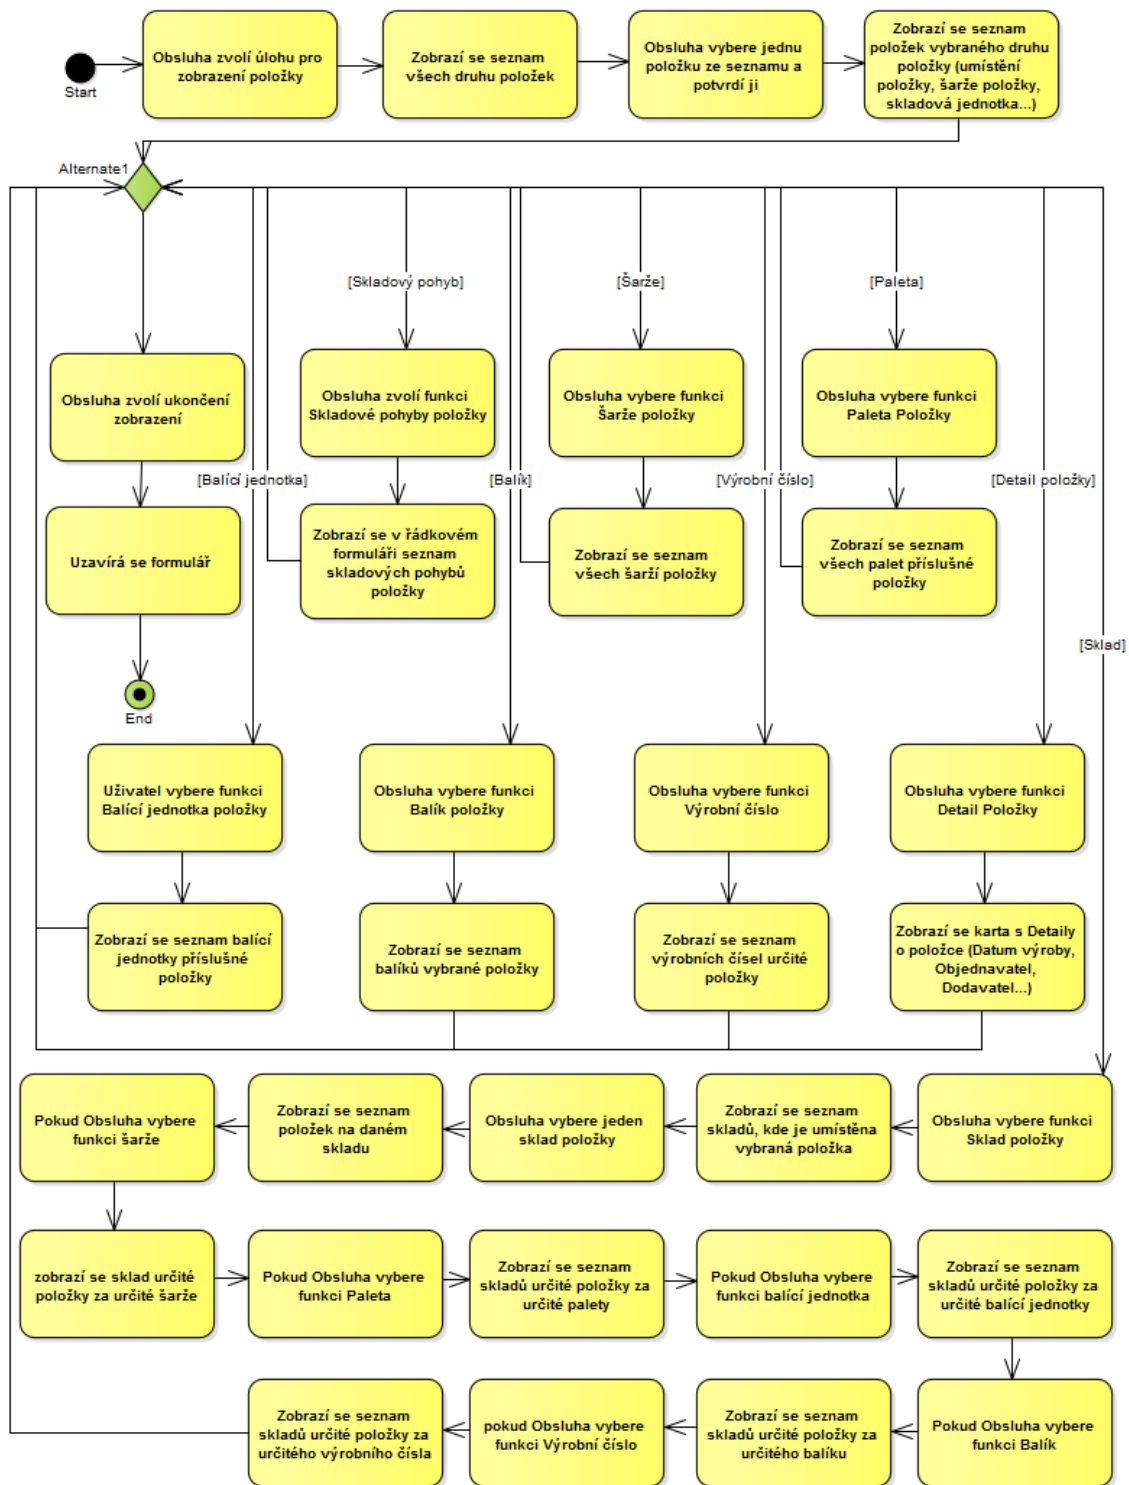 Start
Obsluha zvolí úlohu pro
zobrazení položky
Zobrazí se seznam
všech druhu položek
Obsluha vybere jednu
položku ze seznamu a
potvrdí ji
Zobrazí se seznam
položek vybraného druhu
položky (umístění
položky, šarže položky,
skladová jednotka...)
Alternate1
[Skladový pohyb]
[Šarže]
[Paleta]
Obsluha zvolí ukončení
zobrazení
Obsluha zvolí funkci
Skladové pohyby položky
Obsluha vybere funkci
Šarže položky
Obsluha vybere funkci
Paleta Položky
[Balící jednotka]
[Balík]
[Výrobní číslo]
[Detail položky]
Uzavírá se formulář
Zobrazí se v řádkovém
formuláři seznam
skladových pohybů
položky
Zobrazí se seznam
všech šarží položky
Zobrazí se seznam
všech palet příslušné
položky
[Sklad]
End
Uživatel vybere funkci
Balící jednotka položky
Obsluha vybere funkci
Balík položky
Obsluha vybere funkci
Výrobní číslo
Obsluha vybere funkci
Detail Položky
Zobrazí se seznam balící
jednotky příslušné
položky
Zobrazí se seznam
balíků vybrané položky
Zobrazí se seznam
výrobních čísel určité
položky
Zobrazí se karta s Detaily
o položce (Datum výroby,
Objednavatel,
Dodavatel...)
Pokud Obsluha vybere
funkci šarže
Zobrazí se seznam
položek na daném
skladu
Obsluha vybere jeden
sklad položky
Zobrazí se seznam
skladů, kde je umístěna
vybraná položka
Obsluha vybere funkci
Sklad položky
zobrazí se sklad určité
položky za určité šarže
Pokud Obsluha vybere
funkci Paleta
Zobrazí se seznam
skladů určité položky za
určité palety
Pokud Obsluha vybere
funkci balící jednotka
Zobrazí se seznam
skladů určité položky za
určité balící jednotky
Zobrazí se seznam
skladů určité položky za
určitého výrobního čísla
pokud Obsluha vybere
funkci Výrobní číslo
Zobrazí se seznam
skladů určité položky za
určitého balíku
Pokud Obsluha vybere
funkci Balík